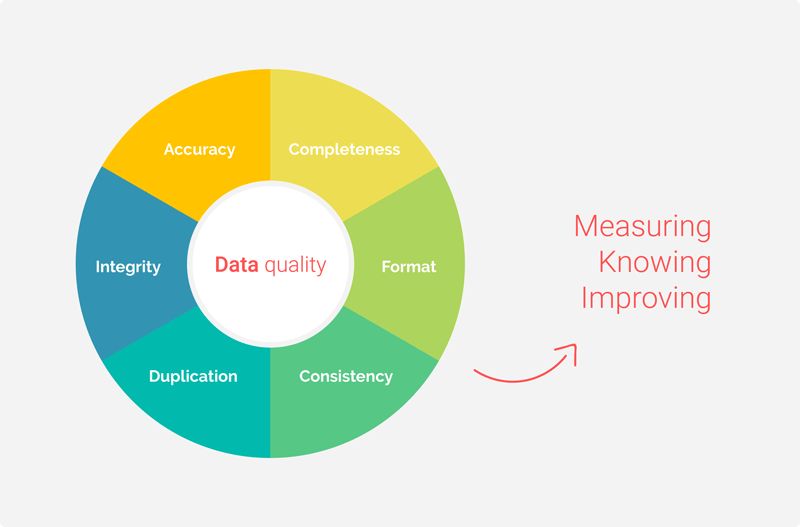 Accuracy
Completeness
Integrity
Data quality
Format
Duplication
Consistency
Measuring
Knowing
Improving